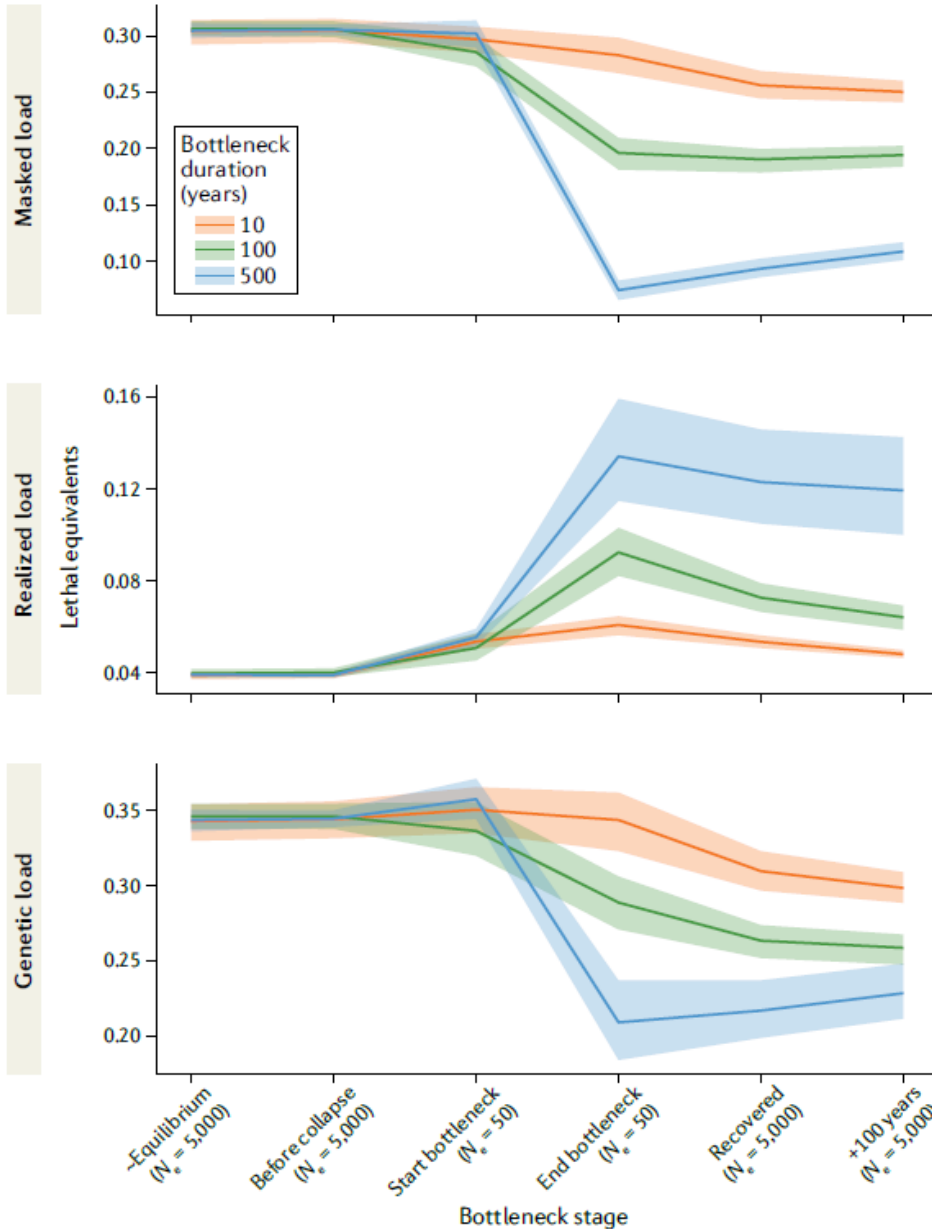 Masked load
0.30
0.25
0.20
0.15
0.10
Bottleneck
duration
(years)
10
100
500
Realized load
Lethal equivalents
0.16
0.12
0.08
0.04
Genetic load
0.35
0.30
0.25
0.20
~Equilibrium
(Nₑ = 5,000)
Before collapse
(Nₑ = 5,000)
Start bottleneck
(Nₑ = 50)
End bottleneck
(Nₑ = 50)
Recovered
(Nₑ = 5,000)
+100 years
(Nₑ = 5,000)
Bottleneck stage